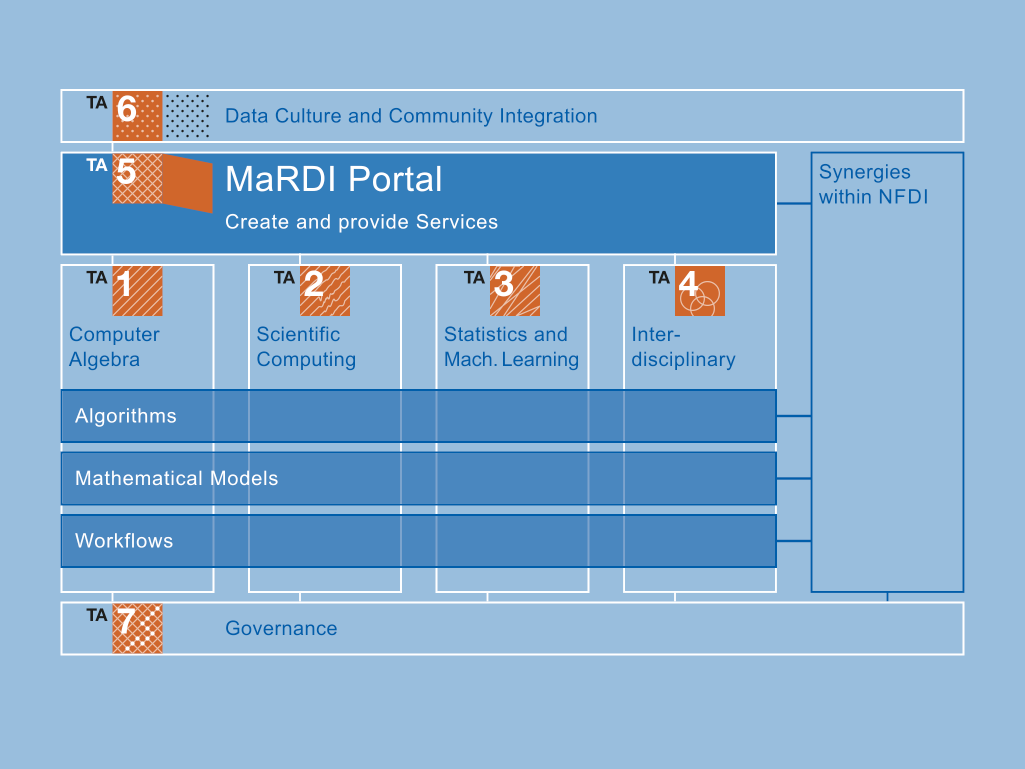 TA 6 Data Culture and Community Integration
TA 5 MaRDI Portal
Create and provide Services
Synergies
within NFDI
TA 1
Computer
Algebra
TA 2
Scientific
Computing
TA 3
Statistics and
Mach. Learning
TA 4
Inter-
disciplinary
Algorithms
Mathematical Models
Workflows
TA 7 Governance